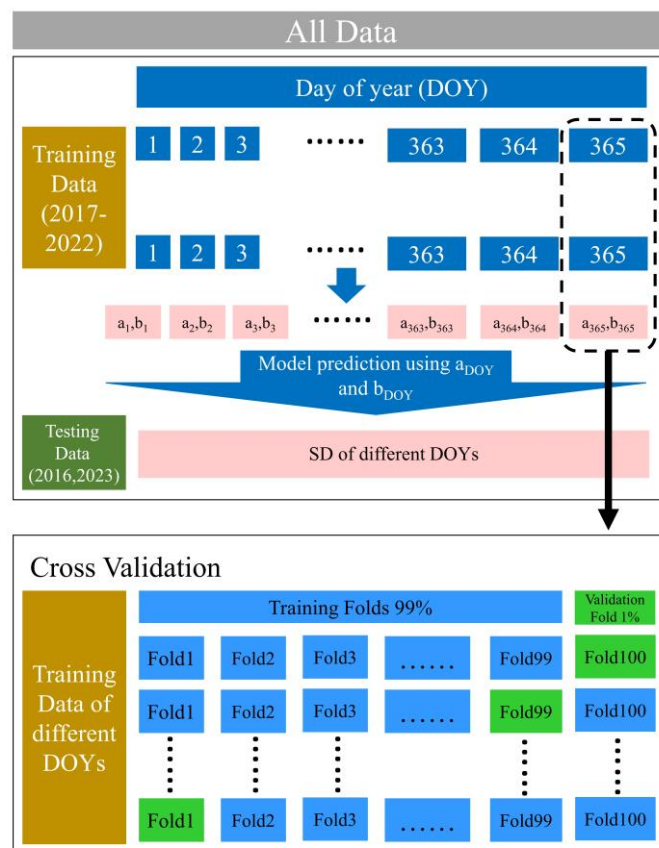 All Data
Day of year (DOY)
Training
Data
(2017-
2022)
1 2 3 ...... 363 364 365
1 2 3 ...... 363 364 365
a1,b1 a2,b2 a3,b3 ...... a363,b363 a364,b364 a365,b365
Model prediction using aDOY
and bDOY
Testing
Data
(2016,2023)
SD of different DOYs
Cross Validation
Training
Data of
different
DOYs
Training Folds 99%
Validation
Fold 1%
Fold1 Fold2 Fold3 ...... Fold99 Fold100
Fold1 Fold2 Fold3 ...... Fold99 Fold100
Fold1 Fold2 Fold3 ...... Fold99 Fold100